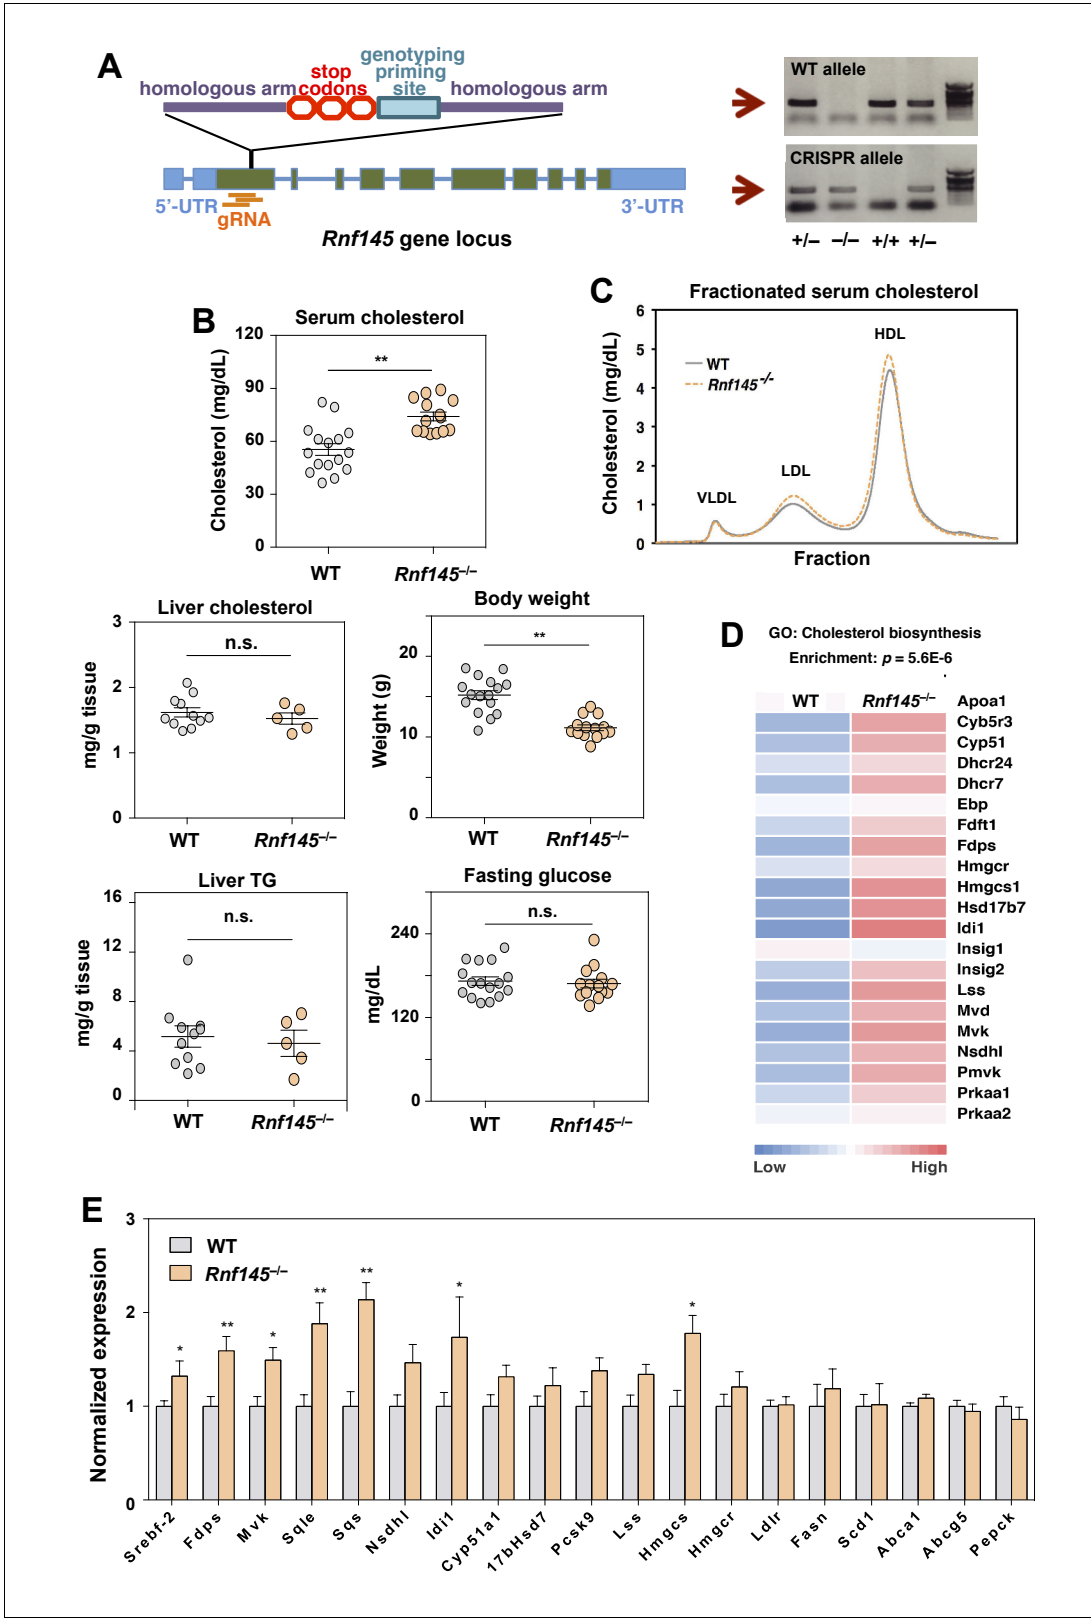 A
genotyping
stop priming
homologous arm codons site homologous arm
5'-UTR
gRNA
3'-UTR
Rnf145 gene locus
WT allele
CRISPR allele
+/– –/– +/+ +/–
B
Serum cholesterol
Cholesterol (mg/dL)
120
90
60
30
0
**
WT Rnf145–/–
C
Fractionated serum cholesterol
Cholesterol (mg/dL)
6
5
4
3
2
1
0
WT
Rnf145-/-
VLDL
LDL
HDL
Fraction
Liver cholesterol
mg/g tissue
3
2
1
0
n.s.
WT Rnf145–/–
Body weight
Weight (g)
20
10
0
**
WT Rnf145–/–
Liver TG
mg/g tissue
16
12
8
4
0
n.s.
WT Rnf145–/–
Fasting glucose
mg/dL
240
120
0
n.s.
WT Rnf145–/–
D
GO: Cholesterol biosynthesis
Enrichment: p = 5.6E-6
WT Rnf145–/–
Apoa1
Cyb5r3
Cyp51
Dhcr24
Dhcr7
Ebp
Fdft1
Fdps
Hmgcr
Hmgcs1
Hsd17b7
Idi1
Insig1
Insig2
Lss
Mvd
Mvk
Nsdhl
Pmvk
Prkaa1
Prkaa2
Low High
E
Normalized expression
3
2
1
0
WT
Rnf145–/–
* ** * ** ** * *
Srebf-2
Fdps
Mvk
Sqle
Sqs
Nsdhl
Idi1
Cyp51a1
17bHsd7
Pcsk9
Lss
Hmgcs
Hmgcr
Ldlr
Fasn
Scd1
Abca1
Abcg5
Pepck